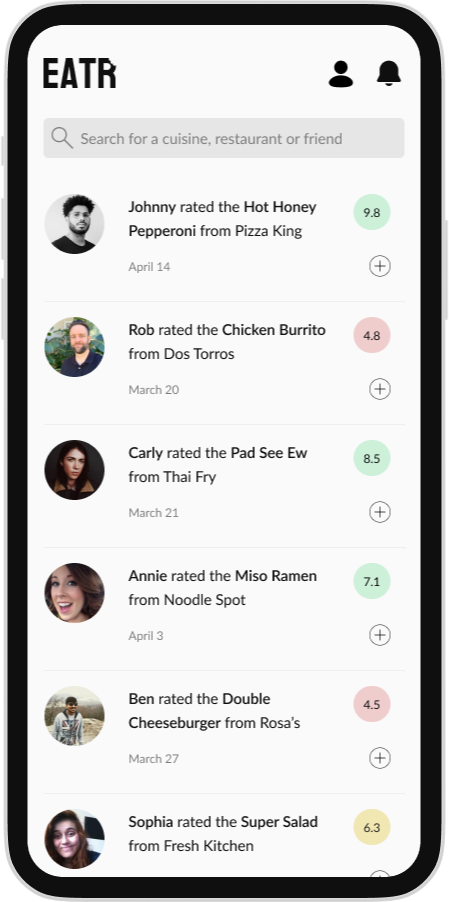 EATR
Search for a cuisine, restaurant or friend
Johnny rated the Hot Honey
Pepperoni from Pizza King
9.8
April 14
Rob rated the Chicken Burrito
from Dos Torros
4.8
March 20
Carly rated the Pad See Ew
from Thai Fry
8.5
March 21
Annie rated the Miso Ramen
from Noodle Spot
7.1
April 3
Ben rated the Double
Cheeseburger from Rosa's
4.5
March 27
Sophia rated the Super Salad
from Fresh Kitchen
6.3